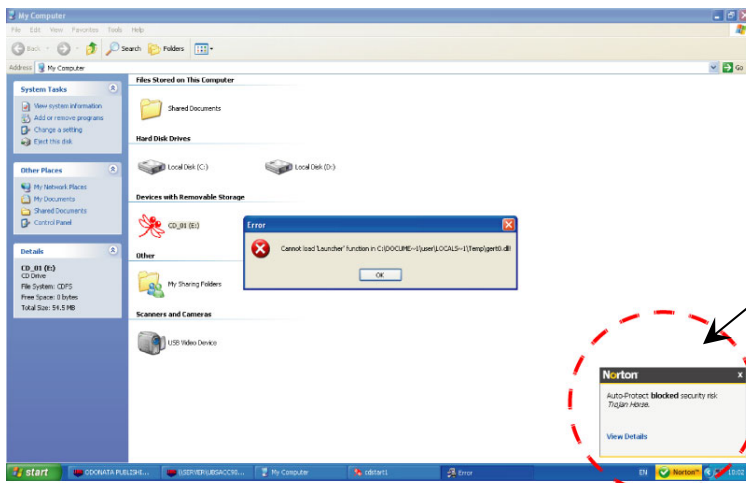 My Computer
File Edit View Favorites Tools Help
Back Search Folders
Address My Computer Go
System Tasks
View system information
Add or remove programs
Change a setting
Eject this disk
Other Places
My Network Places
My Documents
Shared Documents
Control Panel
Details
CD_01 (E:)
CD Drive
File System: CDFS
Free Space: 0 bytes
Total Size: 54.5 MB
Files Stored on This Computer
Shared Documents
Hard Disk Drives
Local Disk (C:) Local Disk (D:)
Devices with Removable Storage
CD_01 (E:)
Other
My Sharing Folders
Scanners and Cameras
USB Video Device
Error
Cannot load 'Launcher' function in C:\DOCUME~1\user\LOCALS~1\Temp\gert0.dll
OK
Norton x
Auto-Protect blocked security risk
Trojan Horse.
View Details
start ODONATA PUBLISHI... My Computer cdstart1 Error EN Norton™ 10:02